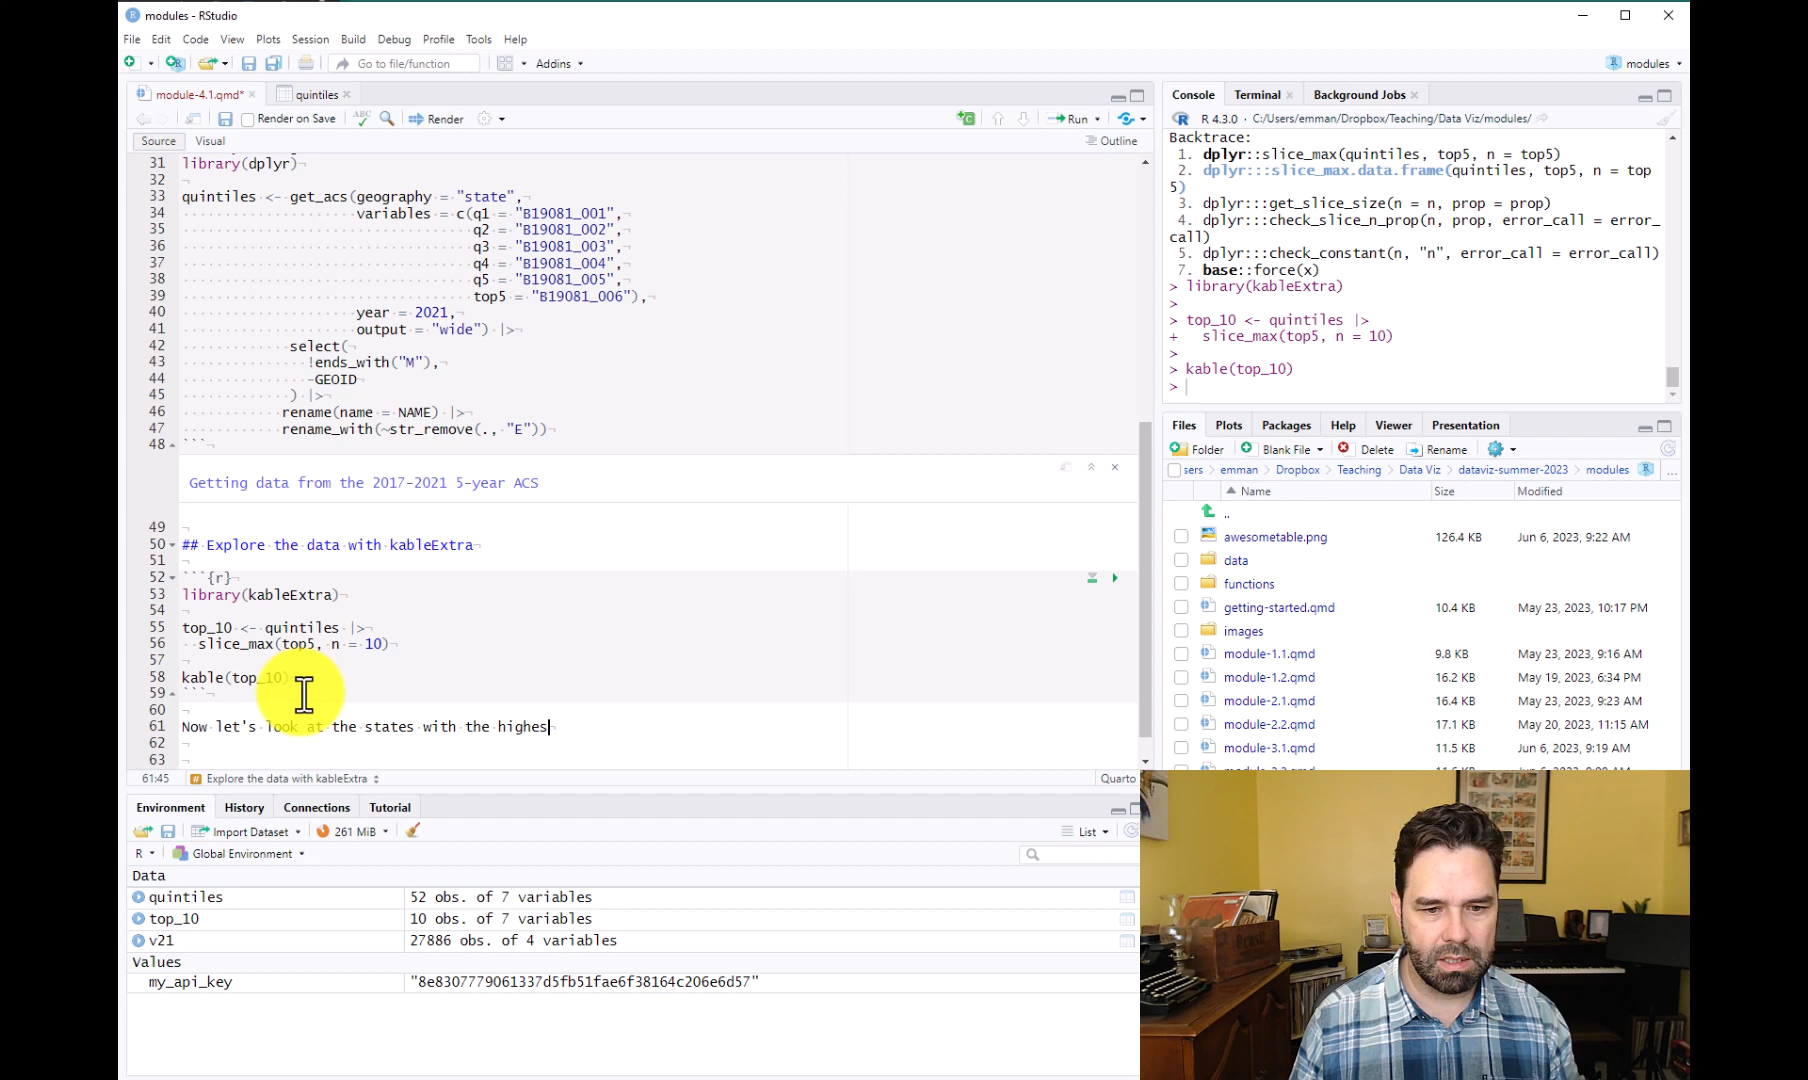 modules - RStudio
File Edit Code View Plots Session Build Debug Profile Tools Help
Go to file/function Addins modules
module-4.1.qmd* quintiles
Render on Save ABC Render Run
Source Visual Outline
31 library(dplyr)
32
33 quintiles <- get_acs(geography = "state",
34 variables = c(q1 = "B19081_001",
35 q2 = "B19081_002",
36 q3 = "B19081_003",
37 q4 = "B19081_004",
38 q5 = "B19081_005",
39 top5 = "B19081_006"),
40 year = 2021,
41 output = "wide") |>
42 select(
43 !ends_with("M"),
44 -GEOID
45 ) |>
46 rename(name = NAME) |>
47 rename_with(~str_remove(., "E"))
48 ```
Getting data from the 2017-2021 5-year ACS
49
50 ## Explore the data with kableExtra
51
52 ```{r}
53 library(kableExtra)
54
55 top_10 <- quintiles |>
56 slice_max(top5, n = 10)
57
58 kable(top_10)
59 ```
60
61 Now let's look at the states with the highes
62
63
61:45 Explore the data with kableExtra Quarto
Environment History Connections Tutorial
Import Dataset 261 MiB List
R Global Environment
Data
quintiles 52 obs. of 7 variables
top_10 10 obs. of 7 variables
v21 27886 obs. of 4 variables
Values
my_api_key "8e8307779061337d5fb51fae6f38164c206e6d57"
Console Terminal Background Jobs
R 4.3.0 · C:/Users/emman/Dropbox/Teaching/Data Viz/modules/
Backtrace:
1. dplyr::slice_max(quintiles, top5, n = top5)
2. dplyr:::slice_max.data.frame(quintiles, top5, n = top
5)
3. dplyr:::get_slice_size(n = n, prop = prop)
4. dplyr:::check_slice_n_prop(n, prop, error_call = error_
call)
5. dplyr:::check_constant(n, "n", error_call = error_call)
7. base::force(x)
> library(kableExtra)
>
> top_10 <- quintiles |>
+ slice_max(top5, n = 10)
>
> kable(top_10)
>
Files Plots Packages Help Viewer Presentation
Folder Blank File Delete Rename
sers emman Dropbox Teaching Data Viz dataviz-summer-2023 modules ...
Name Size Modified
..
awesometable.png 126.4 KB Jun 6, 2023, 9:22 AM
data
functions
getting-started.qmd 10.4 KB May 23, 2023, 10:17 PM
images
module-1.1.qmd 9.8 KB May 23, 2023, 9:16 AM
module-1.2.qmd 16.2 KB May 19, 2023, 6:34 PM
module-2.1.qmd 16.4 KB May 23, 2023, 9:16 AM
module-2.2.qmd 17.1 KB May 20, 2023, 11:15 AM
module-3.1.qmd 11.5 KB Jun 6, 2023, 9:19 AM